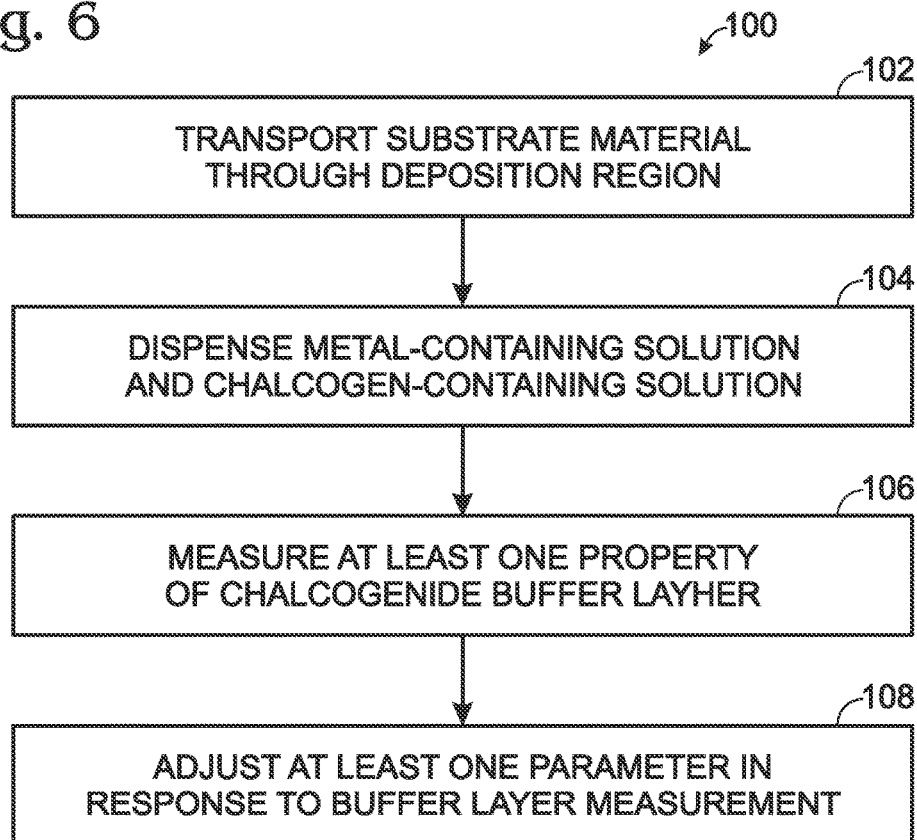 g. 6
100
102
TRANSPORT SUBSTRATE MATERIAL
THROUGH DEPOSITION REGION
104
DISPENSE METAL-CONTAINING SOLUTION
AND CHALCOGEN-CONTAINING SOLUTION
106
MEASURE AT LEAST ONE PROPERTY
OF CHALCOGENIDE BUFFER LAYHER
108
ADJUST AT LEAST ONE PARAMETER IN
RESPONSE TO BUFFER LAYER MEASUREMENT